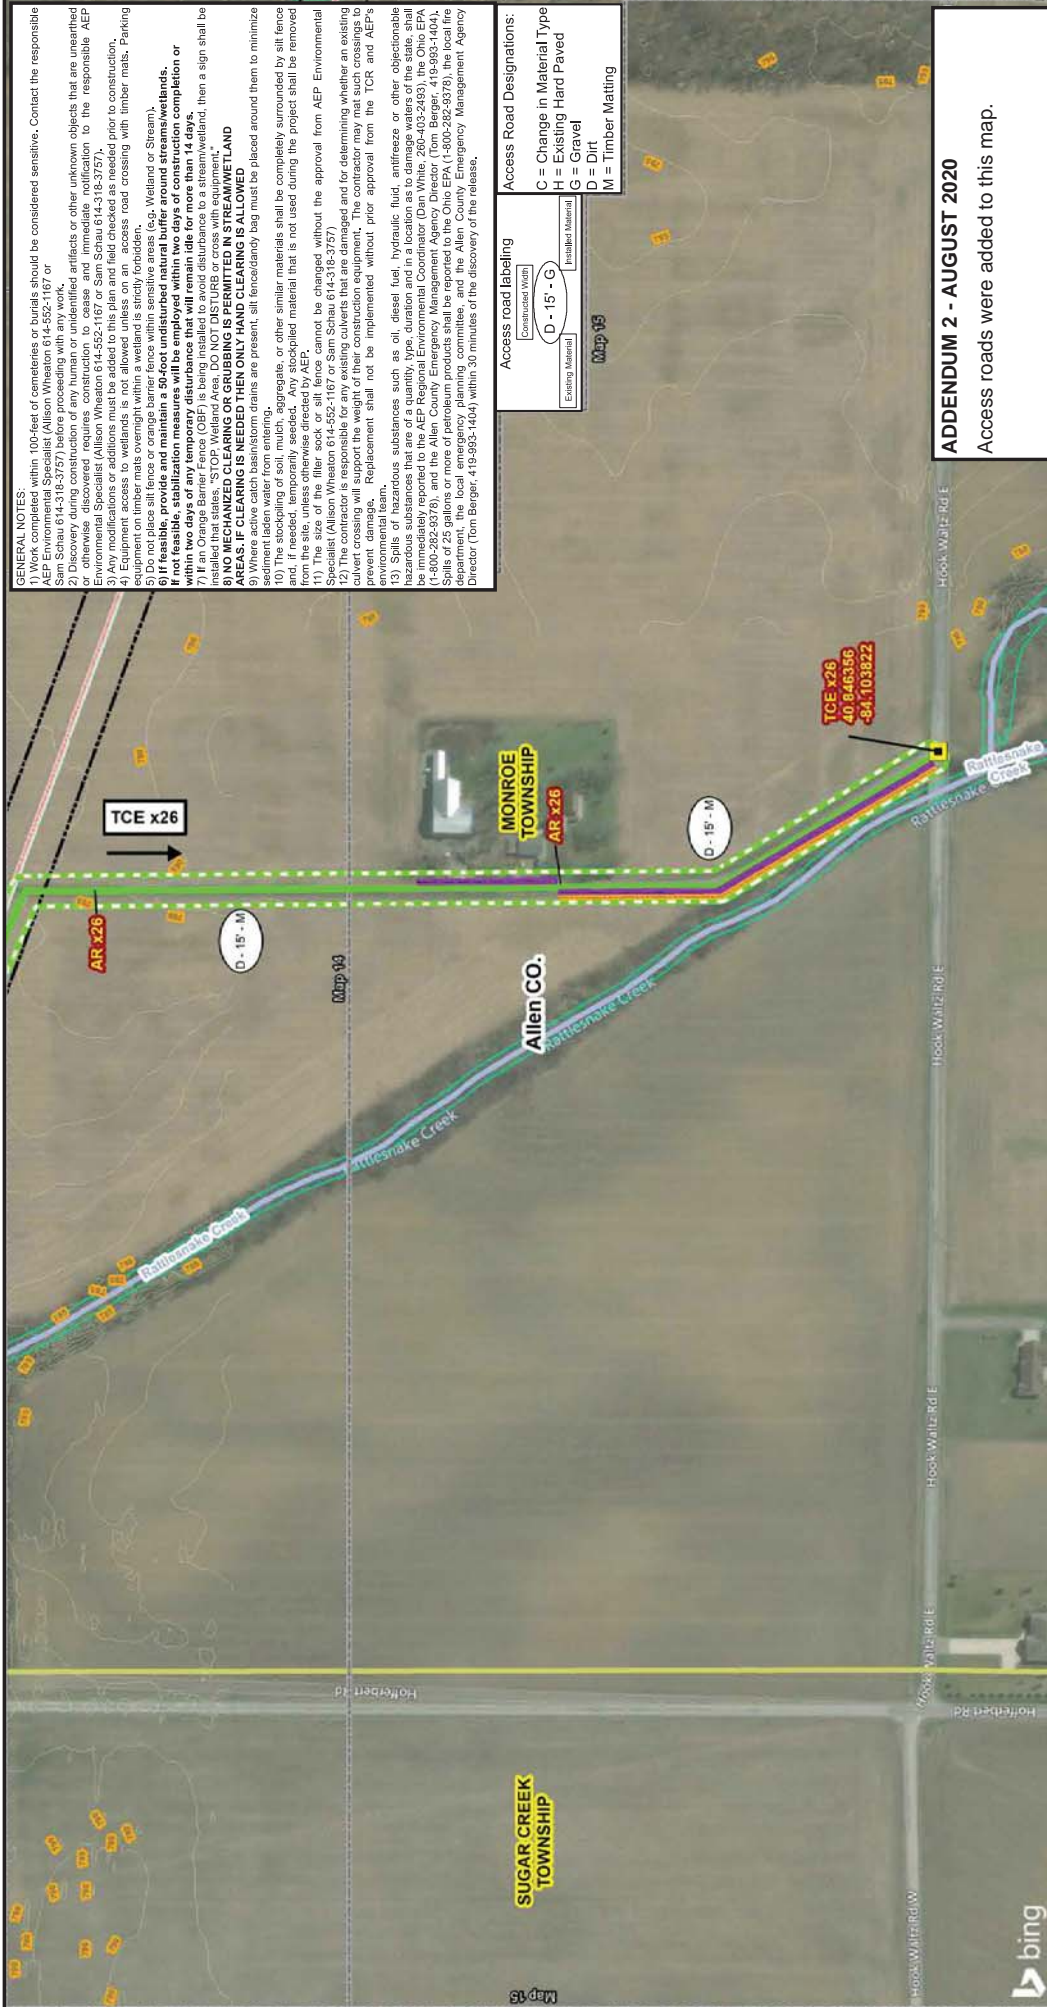 GENERAL NOTES:
1) Work completed within 100-feet of cemeteries or burials should be considered sensitive. Contact the responsible
AEP Environmental Specialist (Allison Wheaton 614-552-1167 or
Sam Schau 614-318-3757) before proceeding with any work.
2) Discovery during construction of any human or unidentified artifacts or other unknown objects that are unearthed
or otherwise discovered requires construction to cease and immediate notification to the responsible AEP
Environmental Specialist (Allison Wheaton 614-552-1167 or Sam Schau 614-318-3757).
3) Any modifications or additions must be added to this plan and field checked as needed prior to construction.
4) Equipment access to wetlands is not allowed unless on an access road crossing with timber mats. Parking
equipment on timber mats overnight within a wetland is strictly forbidden.
5) Do not place silt fence or orange barrier fence within sensitive areas (e.g. Wetland or Stream).
6) If feasible, provide and maintain a 50-foot undisturbed natural buffer around streams/wetlands.
If not feasible, stabilization measures will be employed within two days of construction completion or
within two days of any temporary disturbance that will remain idle for more than 14 days.
7) If an Orange Barrier Fence (OBF) is being installed to avoid disturbance to a stream/wetland, then a sign shall be
installed that states, "STOP, Wetland Area, DO NOT DISTURB or cross with equipment."
8) NO MECHANIZED CLEARING OR GRUBBING IS PERMITTED IN STREAM/WETLAND
AREAS. IF CLEARING IS NEEDED THEN ONLY HAND CLEARING IS ALLOWED
9) Where active catch basin/storm drains are present, silt fence/dandy bag must be placed around them to minimize
sediment laden water from entering.
10) The stockpiling of soil, mulch, aggregate, or other similar materials shall be completely surrounded by silt fence
and, if needed, temporarily seeded. Any stockpiled material that is not used during the project shall be removed
from the site, unless otherwise directed by AEP.
11) The size of the filter sock or silt fence cannot be changed without the approval from AEP Environmental
Specialist (Allison Wheaton 614-552-1167 or Sam Schau 614-318-3757)
12) The contractor is responsible for any existing culverts that are damaged and for determining whether an existing
culvert crossing will support the weight of their construction equipment. The contractor may mat such crossings to
prevent damage. Replacement shall not be implemented without prior approval from the TCR and AEP's
environmental team.
13) Spills of hazardous substances such as oil, diesel fuel, hydraulic fluid, antifreeze or other objectionable
hazardous substances that are of a quantity, type, duration and in a location as to damage waters of the state, shall
be immediately reported to the AEP Regional Environmental Coordinator (Dan White, 260-403-2493), the Ohio EPA
(1-800-282-9378), and the Allen County Emergency Management Agency Director (Tom Berger, 419-993-1404).
Spills of 25 gallons or more of petroleum products shall be reported to the Ohio EPA (1-800-282-9378), the local fire
department, the local emergency planning committee, and the Allen County Emergency Management Agency
Director (Tom Berger, 419-993-1404) within 30 minutes of the discovery of the release.
Access road labeling
Constructed Width
D - 15' - G
Existing Material
Installed Material
Access Road Designations:
C = Change in Material Type
H = Existing Hard Paved
G = Gravel
D = Dirt
M = Timber Matting
Map 15
TCE x26
AR x26
D - 15' - M
Map 14
MONROE
TOWNSHIP
AR x26
D - 15' - M
TCE x26
40.846356
-84.103822
Allen CO.
Rattlesnake Creek
Rattlesnake Creek
Rattlesnake Creek
Rattlesnake Creek
Rattlesnake
Creek
Hook Waltz Rd E
Hook Waltz Rd E
Hook Waltz Rd E
Hook Waltz Rd E
Hook Waltz Rd W
Hofferbert Rd
Hofferbert Rd
SUGAR CREEK
TOWNSHIP
Map 15
bing
ADDENDUM 2 - AUGUST 2020
Access roads were added to this map.